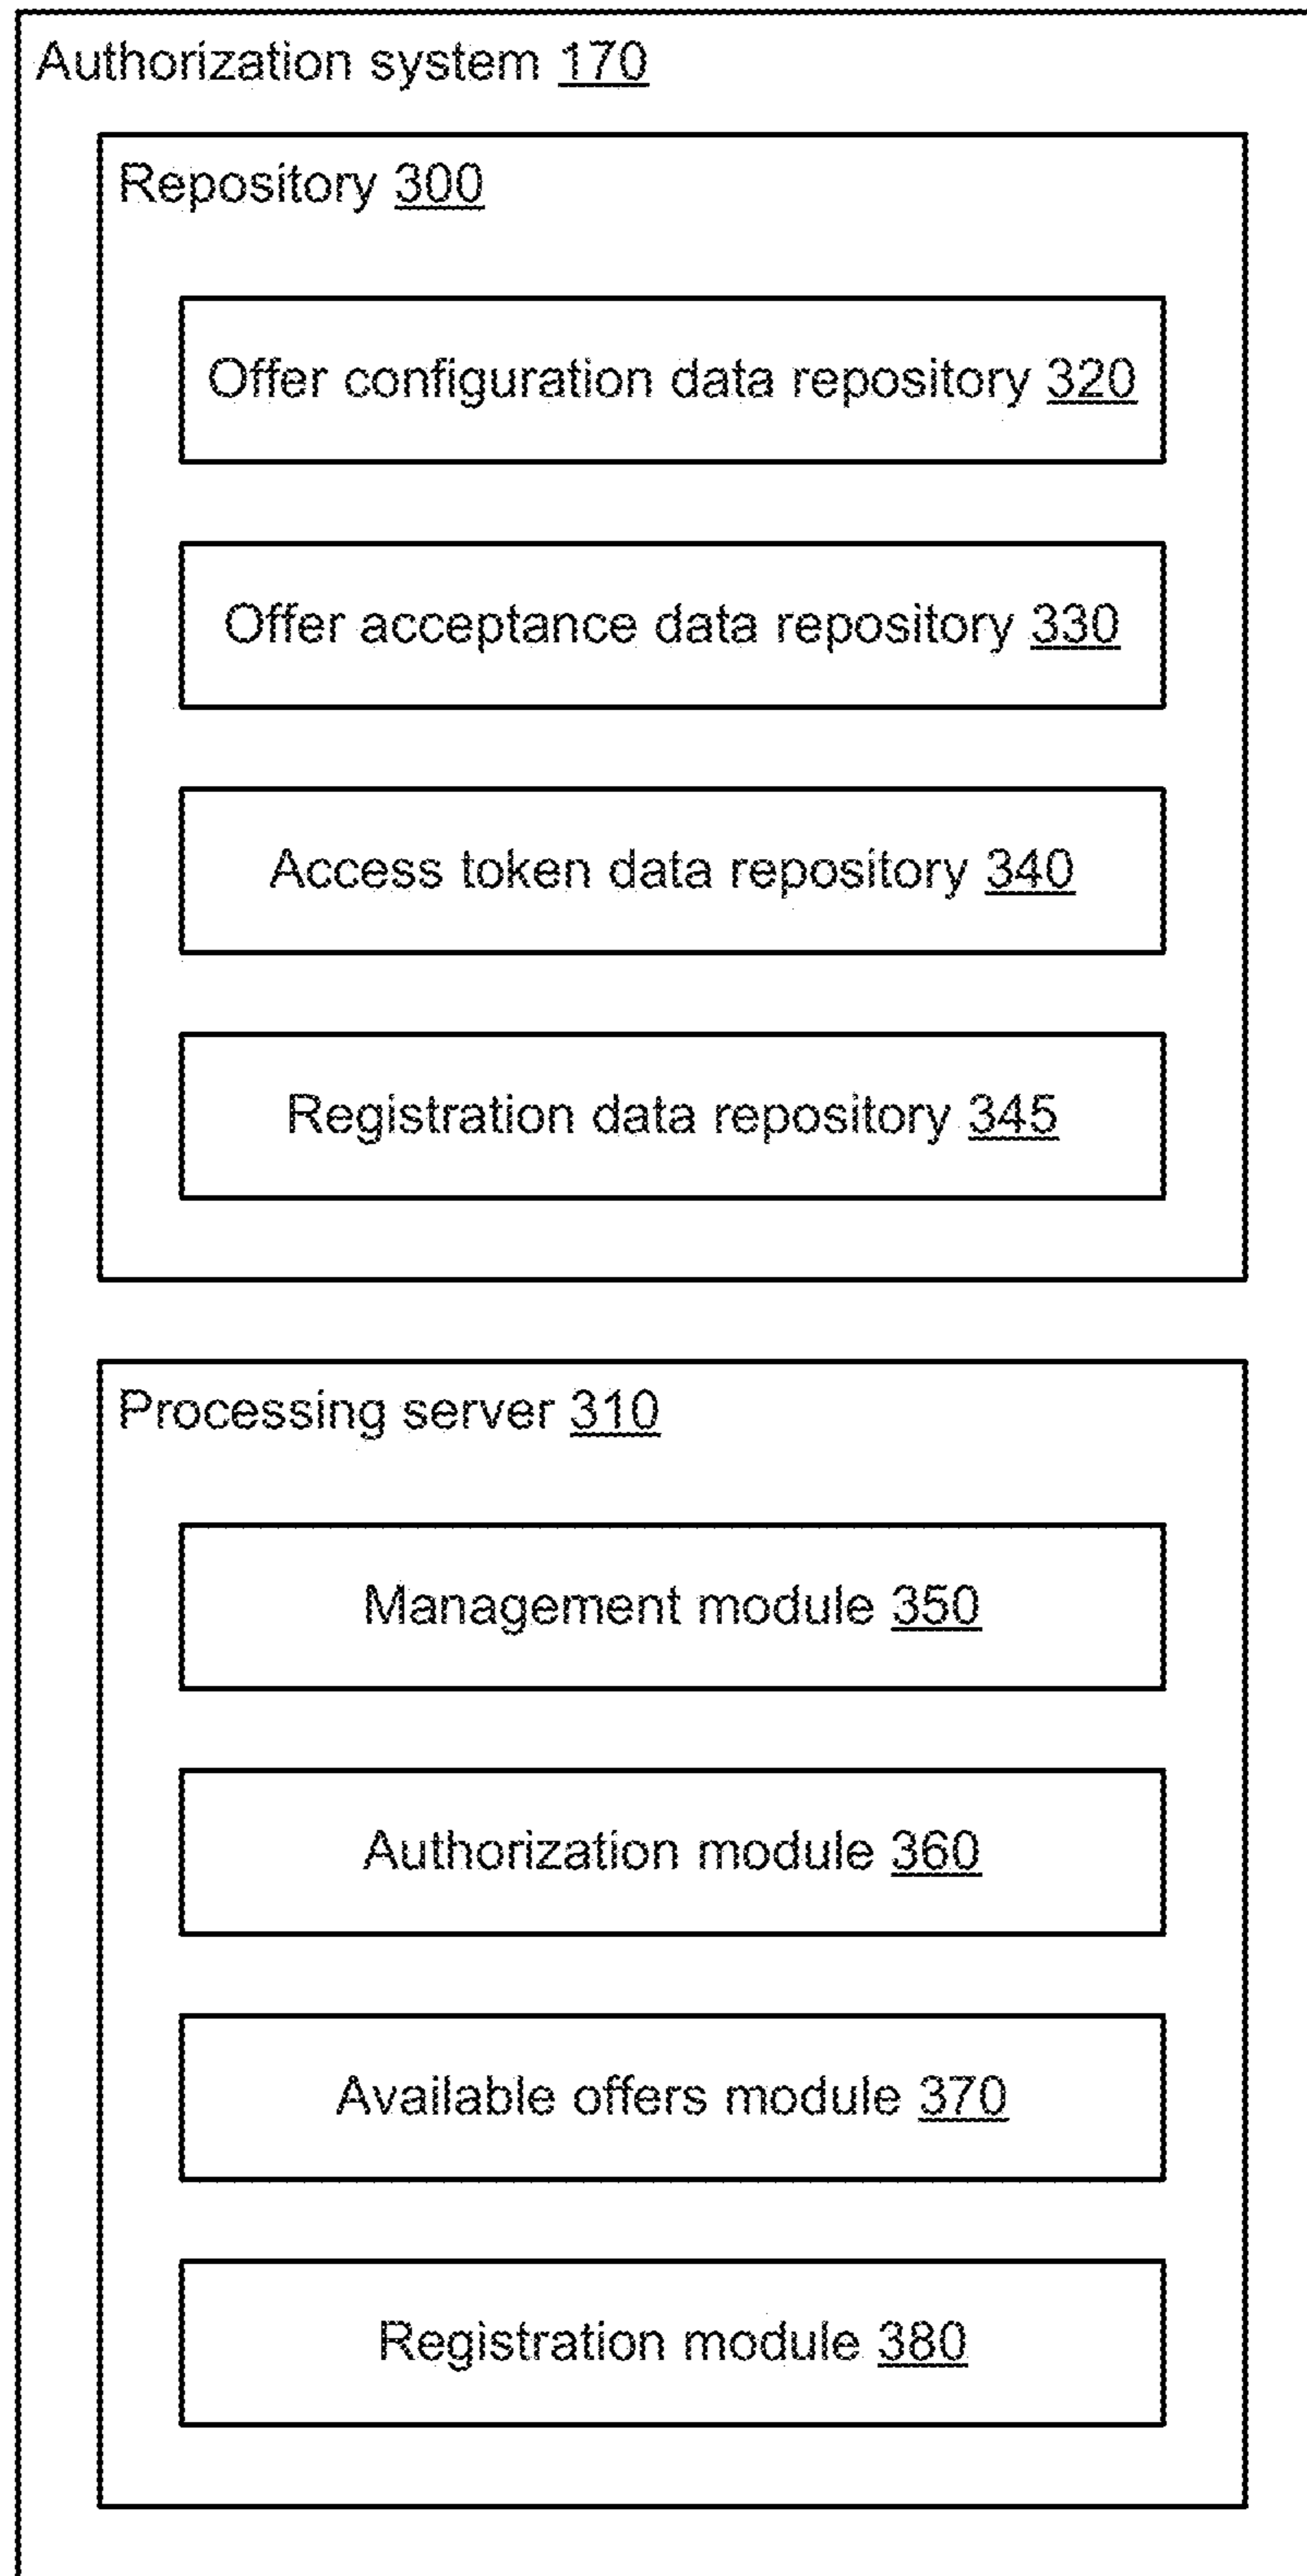 Authorization system 170
Repository 300
Offer configuration data repository 320
Offer acceptance data repository 330
Access token data repository 340
Registration data repository 345
Processing server 310
Management module 350
Authorization module 360
Available offers module 370
Registration module 380